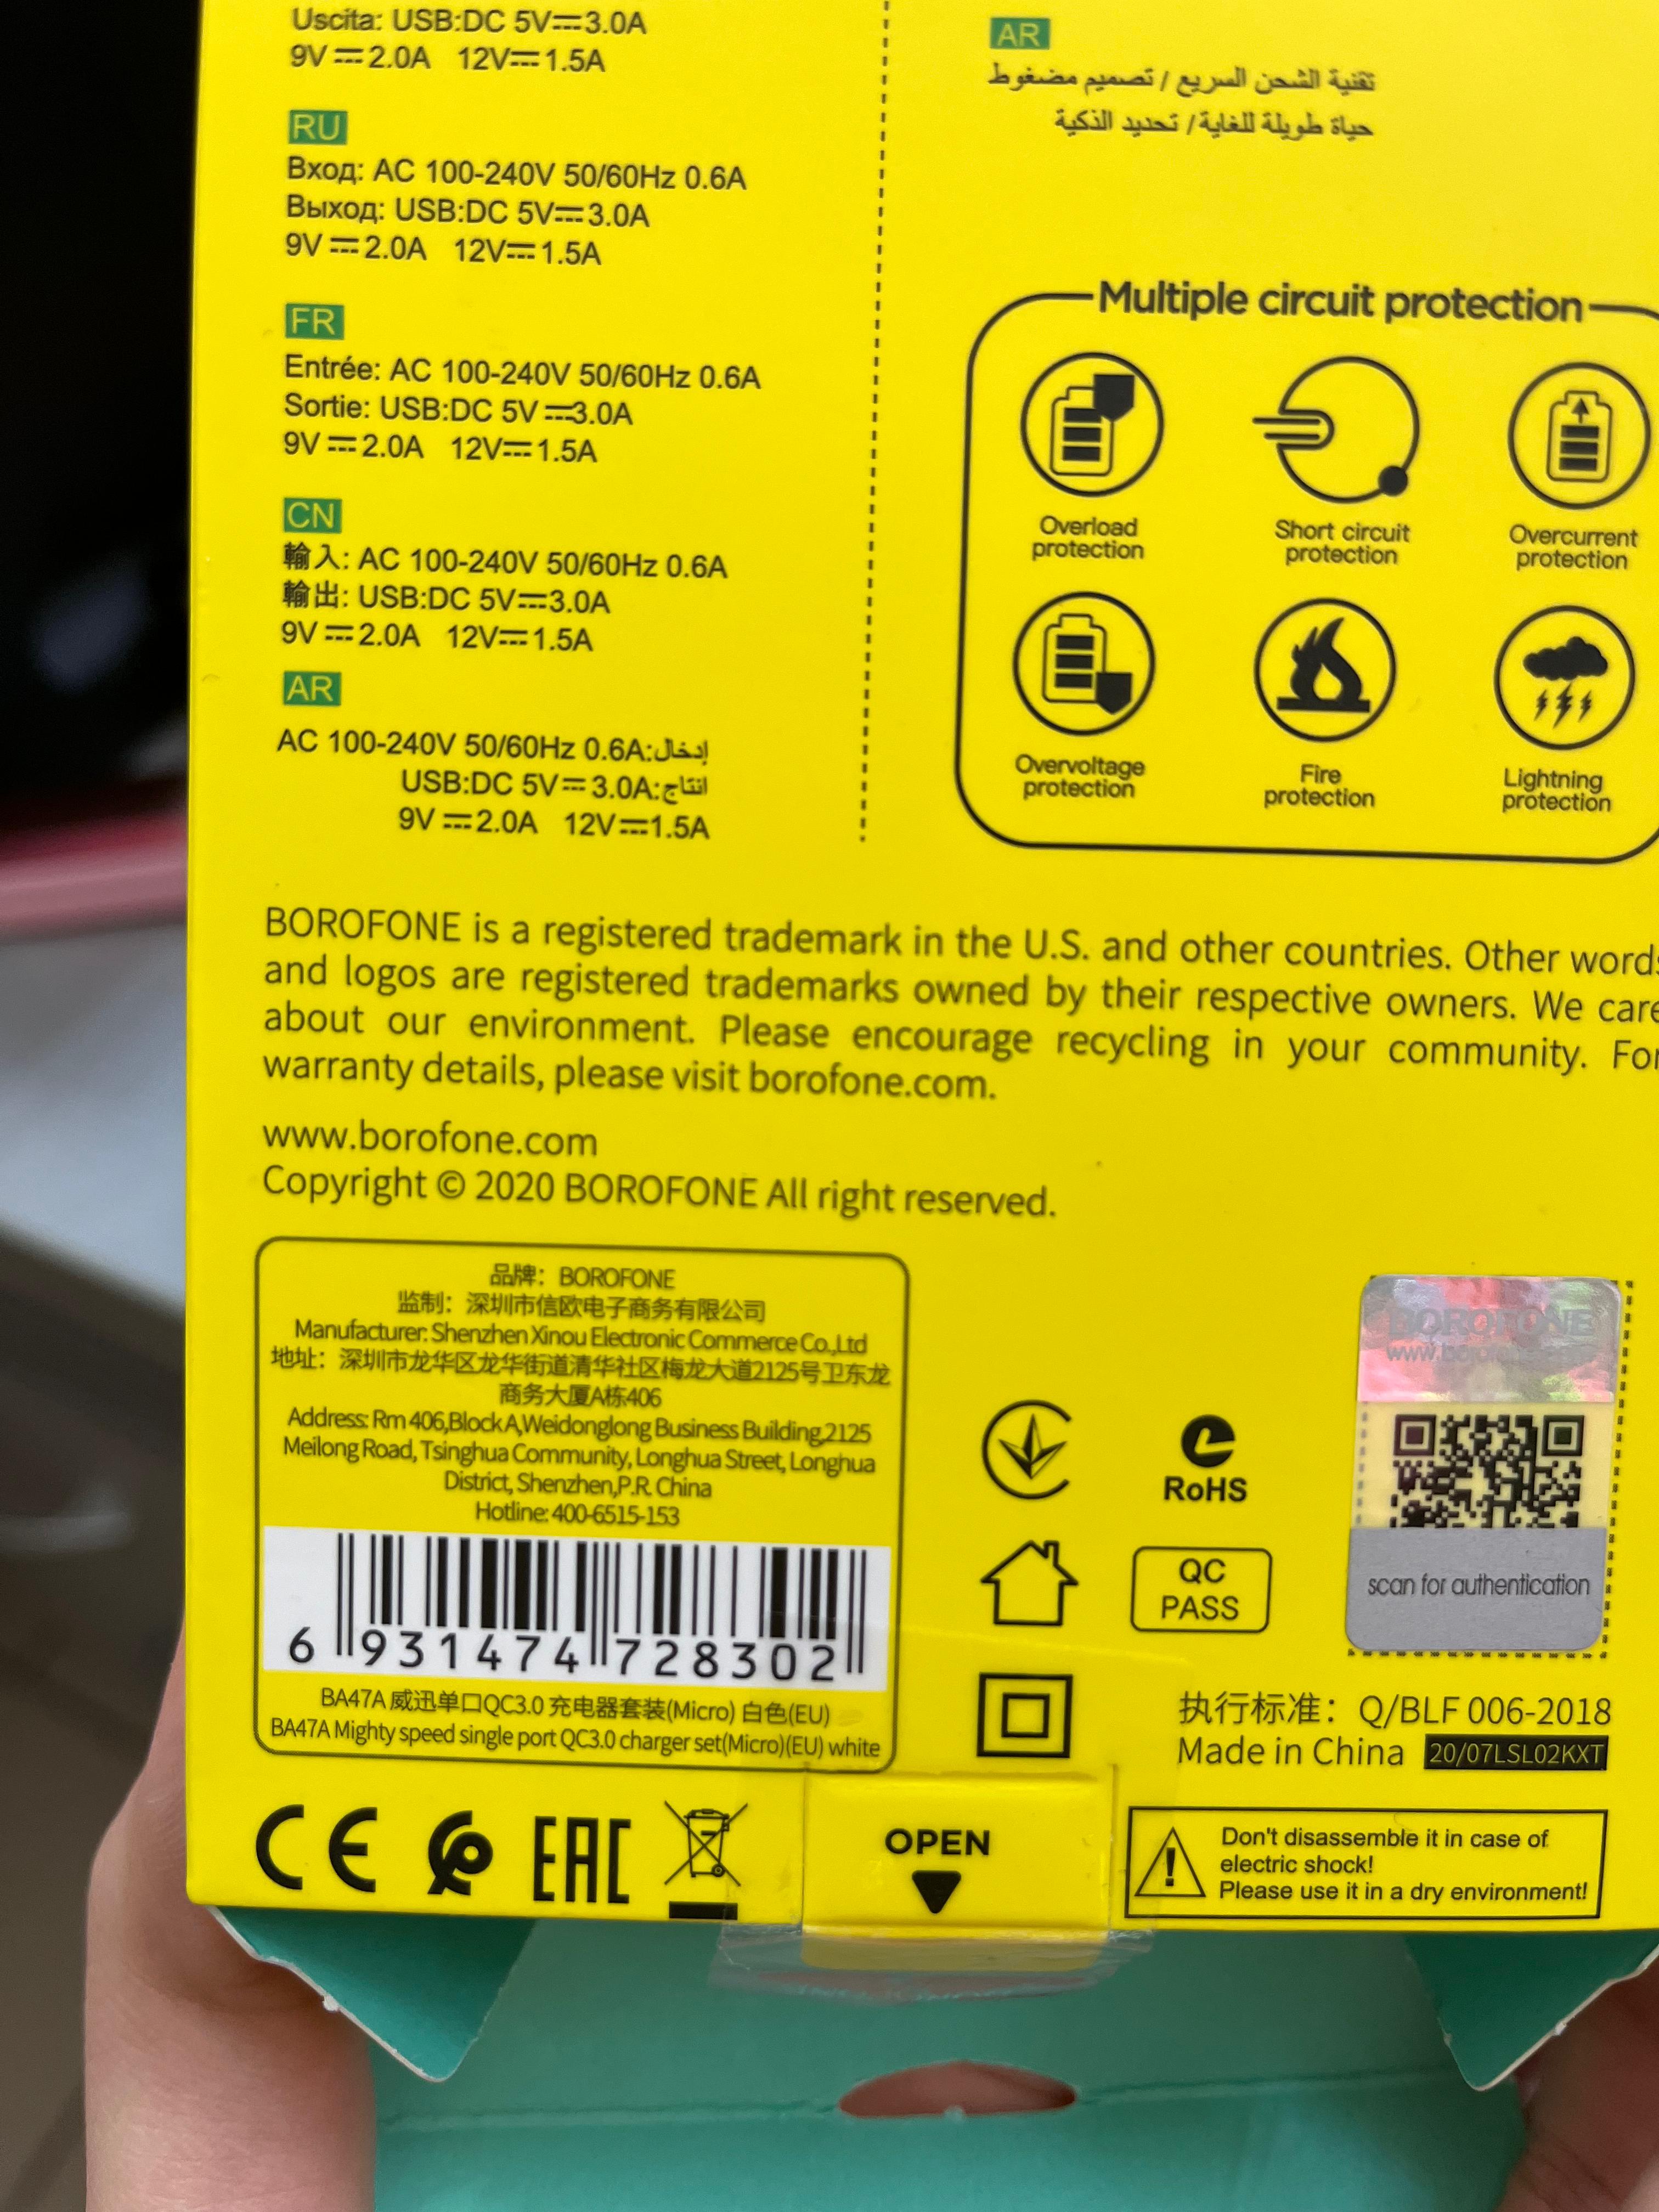 Uscita: USB:DC 5V⎓3.0A
9V⎓2.0A 12V⎓1.5A
RU
Вход: AC 100-240V 50/60Hz 0.6A
Выход: USB:DC 5V⎓3.0A
9V⎓2.0A 12V⎓1.5A
FR
Entrée: AC 100-240V 50/60Hz 0.6A
Sortie: USB:DC 5V⎓3.0A
9V⎓2.0A 12V⎓1.5A
CN
輸入: AC 100-240V 50/60Hz 0.6A
輸出: USB:DC 5V⎓3.0A
9V⎓2.0A 12V⎓1.5A
AR
AC 100-240V 50/60Hz 0.6A:إدخال
USB:DC 5V⎓3.0A:انتاج
9V⎓2.0A 12V⎓1.5A
AR
تقنية الشحن السريع / تصميم مضغوط
حياة طويلة للغاية/ تحديد الذكية
Multiple circuit protection
Overload
protection
Short circuit
protection
Overcurrent
protection
Overvoltage
protection
Fire
protection
Lightning
protection
BOROFONE is a registered trademark in the U.S. and other countries. Other words
and logos are registered trademarks owned by their respective owners. We care
about our environment. Please encourage recycling in your community. For
warranty details, please visit borofone.com.
www.borofone.com
Copyright © 2020 BOROFONE All right reserved.
品牌：BOROFONE
监制：深圳市信欧电子商务有限公司
Manufacturer: Shenzhen Xinou Electronic Commerce Co.,Ltd
地址：深圳市龙华区龙华街道清华社区梅龙大道2125号卫东龙
商务大厦A栋406
Address: Rm 406,Block A,Weidonglong Business Building,2125
Meilong Road, Tsinghua Community, Longhua Street, Longhua
District, Shenzhen,P.R. China
Hotline: 400-6515-153
6 931474 728302
BA47A 威迅单口QC3.0 充电器套装(Micro) 白色(EU)
BA47A Mighty speed single port QC3.0 charger set(Micro)(EU) white
RoHS
QC
PASS
BOROFONE
www.borofone.com
scan for authentication
执行标准：Q/BLF 006-2018
Made in China 20/07LSL02KXT
CE
EAC
OPEN
Don't disassemble it in case of
electric shock!
Please use it in a dry environment!